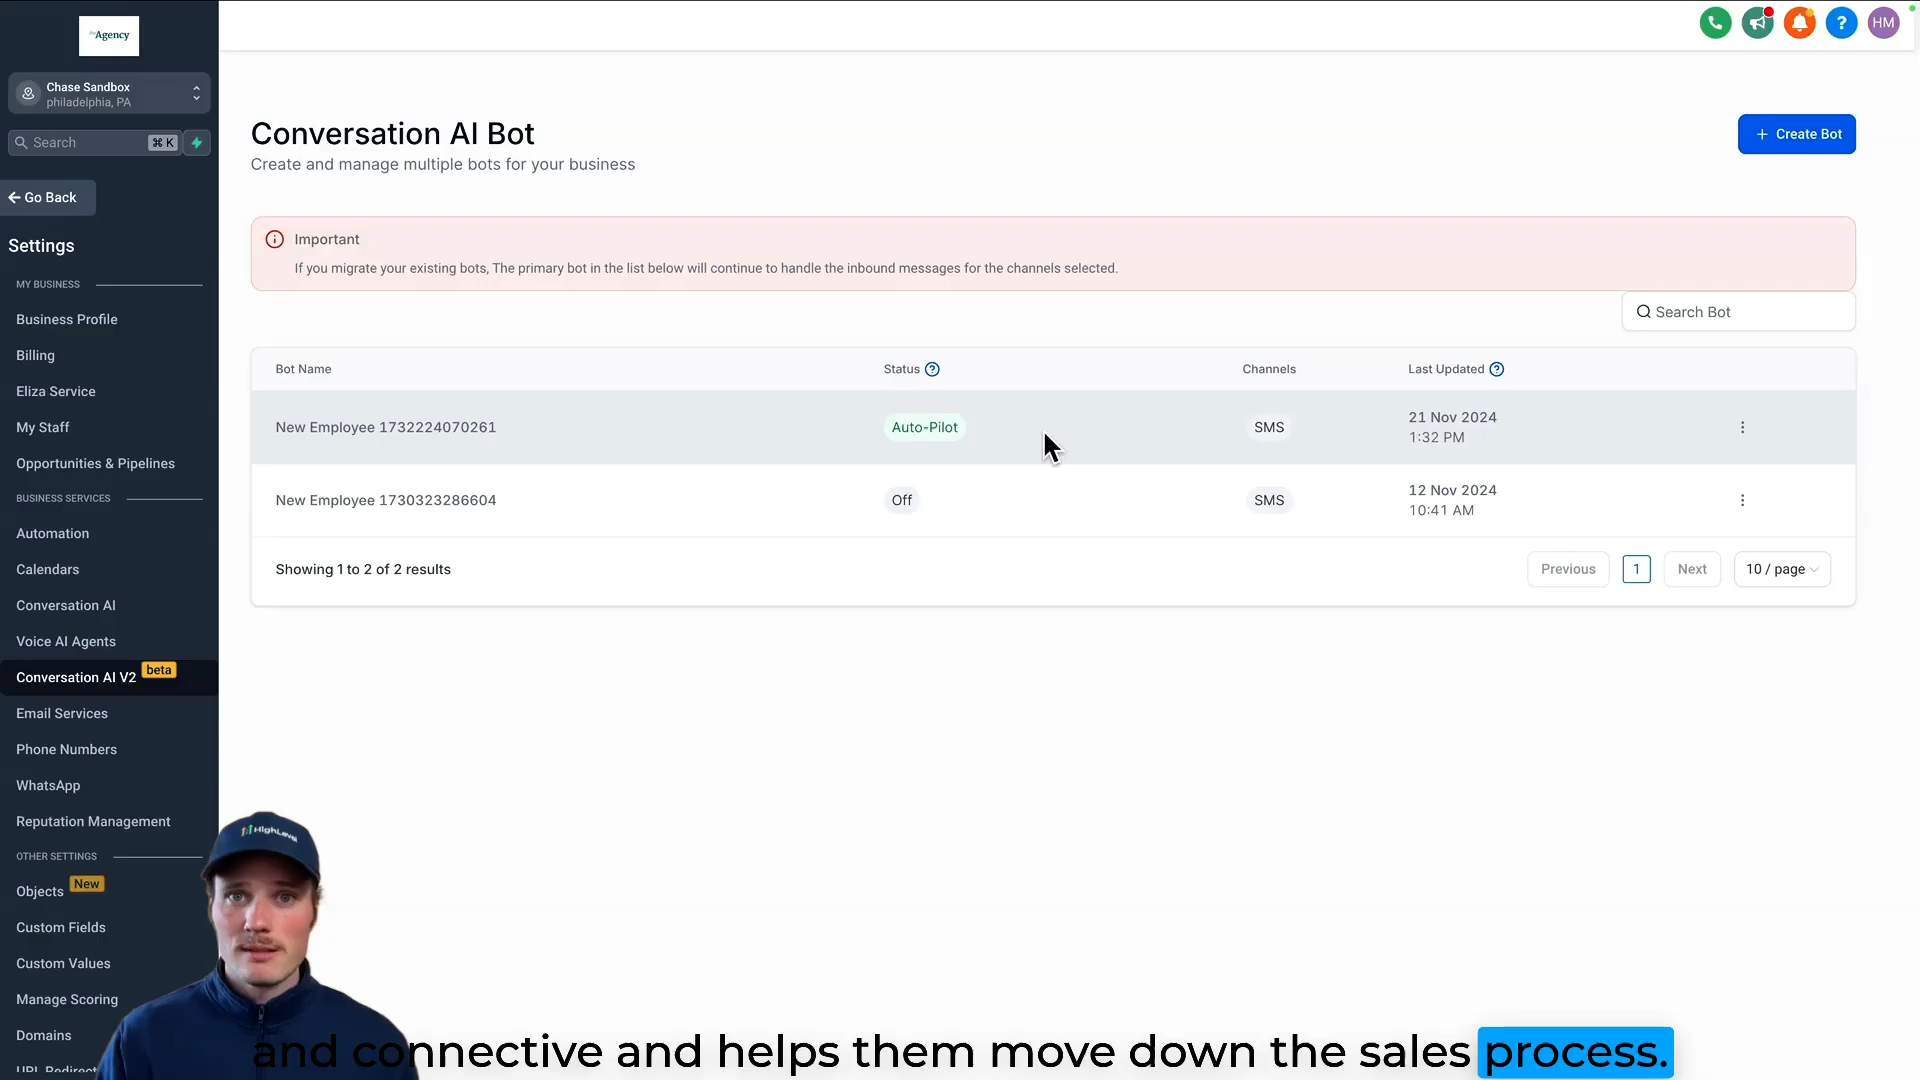 theAgency
Chase Sandbox
philadelphia, PA
Search
⌘ K
Go Back
Settings
MY BUSINESS
Business Profile
Billing
Eliza Service
My Staff
Opportunities & Pipelines
BUSINESS SERVICES
Automation
Calendars
Conversation AI
Voice AI Agents
Conversation AI V2 beta
Email Services
Phone Numbers
WhatsApp
Reputation Management
OTHER SETTINGS
Objects New
Custom Fields
Custom Values
Manage Scoring
Domains
URL Redirect
HM
Conversation AI Bot
Create and manage multiple bots for your business
+ Create Bot
Important
If you migrate your existing bots, The primary bot in the list below will continue to handle the inbound messages for the channels selected.
Search Bot
Bot Name Status ? Channels Last Updated ?
New Employee 1732224070261 Auto-Pilot SMS 21 Nov 2024
1:32 PM
New Employee 1730323286604 Off SMS 12 Nov 2024
10:41 AM
Showing 1 to 2 of 2 results Previous 1 Next 10 / page
HighLevel
and connective and helps them move down the sales process.